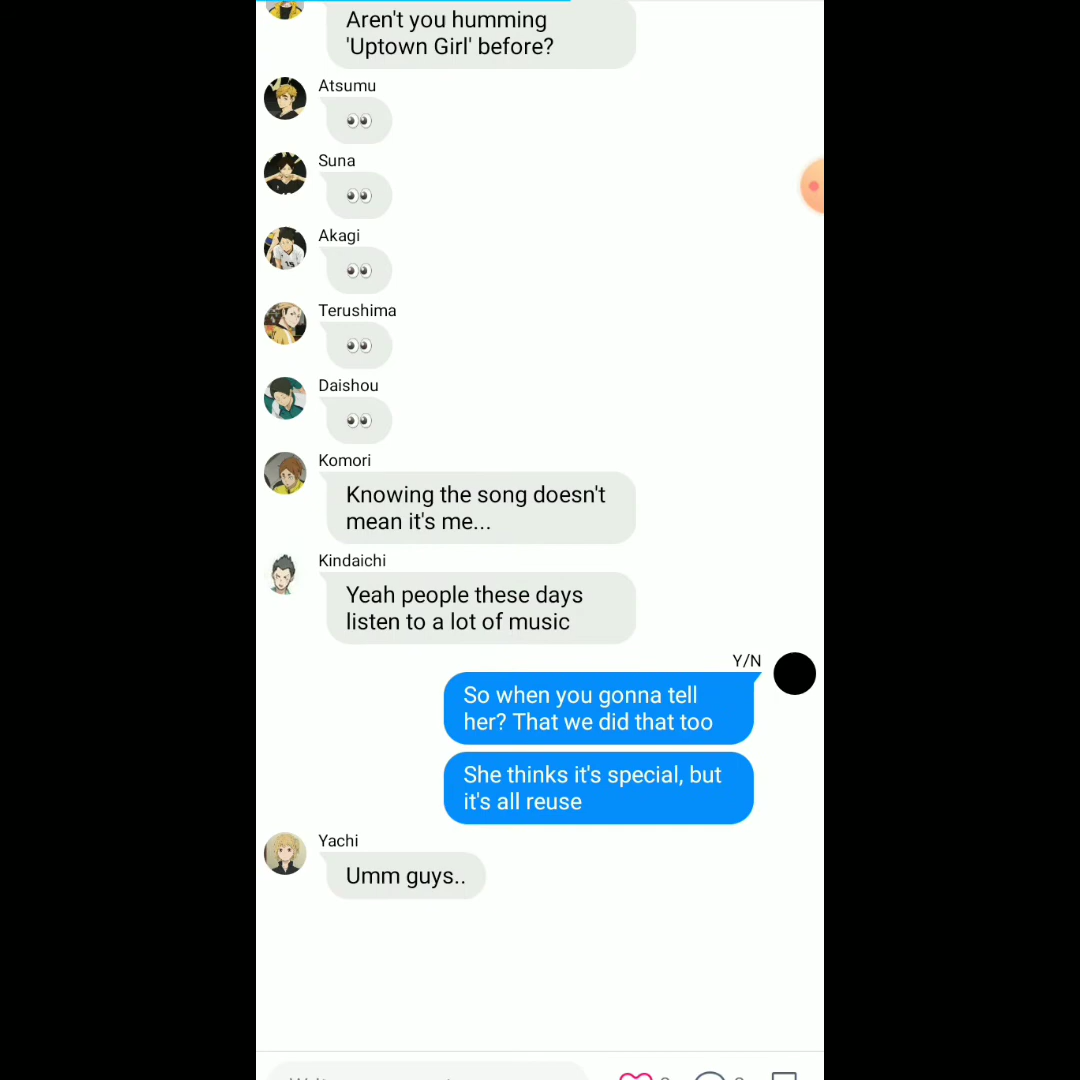 Aren't you humming
'Uptown Girl' before?
Atsumu
👀
Suna
👀
Akagi
👀
Terushima
👀
Daishou
👀
Komori
Knowing the song doesn't
mean it's me...
Kindaichi
Yeah people these days
listen to a lot of music
Y/N
So when you gonna tell
her? That we did that too
She thinks it's special, but
it's all reuse
Yachi
Umm guys..